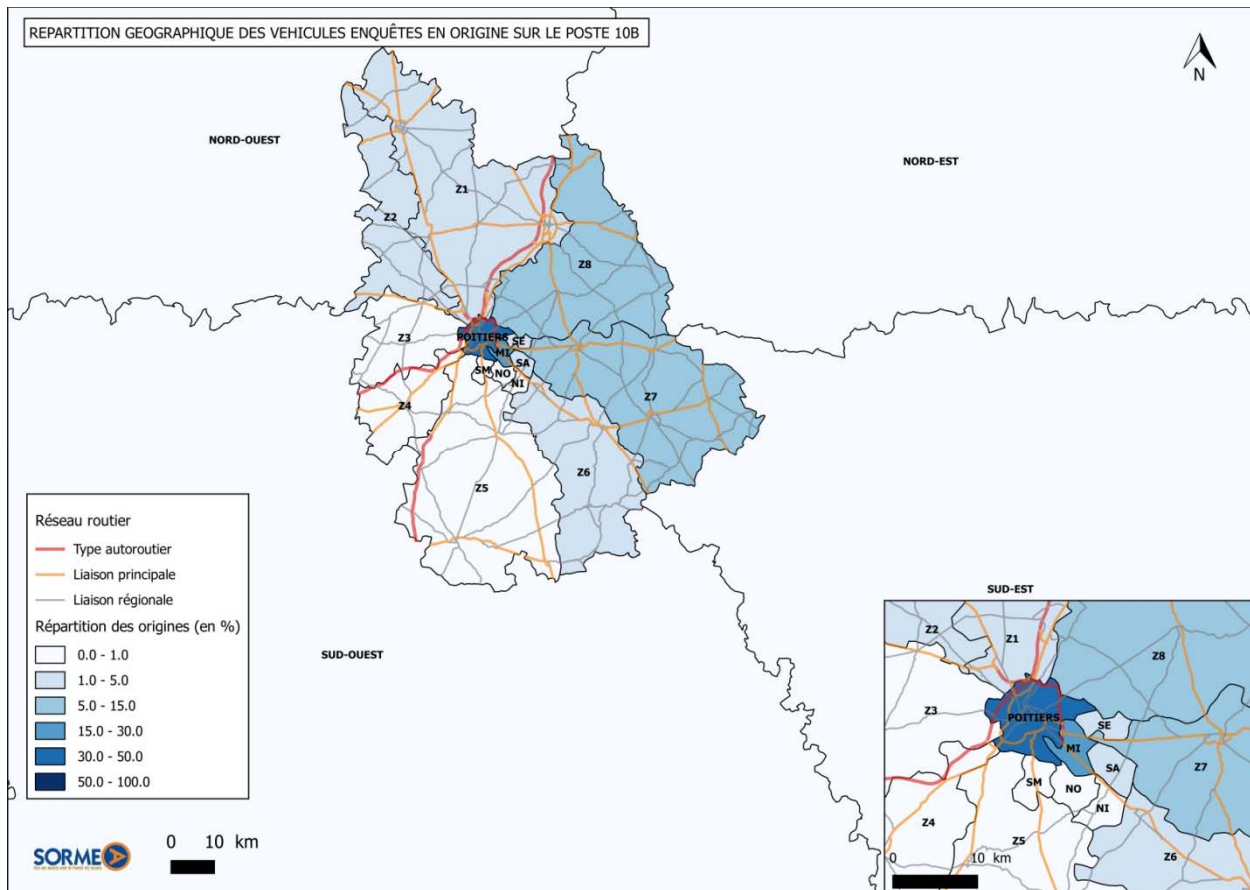 REPARTITION GEOGRAPHIQUE DES VEHICULES ENQUÊTES EN ORIGINE SUR LE POSTE 10B
N
NORD-OUEST
NORD-EST
Z1
Z2
Z8
Z3
POITIERS
SE
MI
SA
SM
NO
NI
Z4
Z7
Z6
Z5
SUD-OUEST
SUD-EST
Réseau routier
Type autoroutier
Liaison principale
Liaison régionale
Répartition des origines (en %)
0.0 - 1.0
1.0 - 5.0
5.0 - 15.0
15.0 - 30.0
30.0 - 50.0
50.0 - 100.0
SORMEA
0 10 km
Z2
Z1
Z8
Z3
POITIERS
SE
MI
SA
Z7
SM
NO
NI
Z4
Z5
Z6
0 10 km